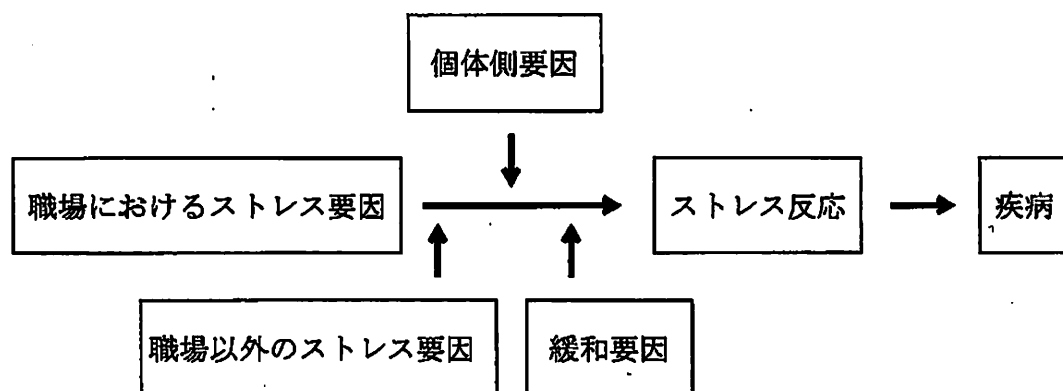 個体側要因
職場におけるストレス要因
ストレス反応
疾病
職場以外のストレス要因
緩和要因